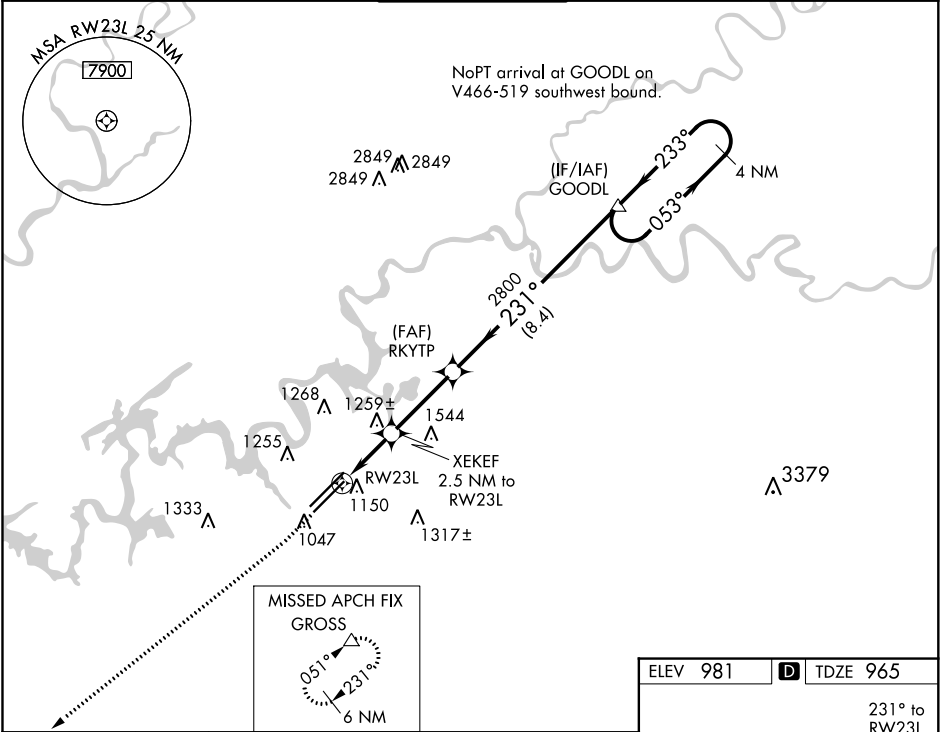 MSA RW23L 25 NM
7900
NoPT arrival at GOODL on
V466-519 southwest bound.
2849
2849
2849
(IF/IAF)
GOODL
233°
053°
4 NM
2800
231°
(8.4)
(FAF)
RKYTP
1268
1259±
1544
1255
XEKEF
2.5 NM to
RW23L
RW23L
1150
3379
1333
1047
1317±
MISSED APCH FIX
GROSS
051°
231°
6 NM
ELEV 981
D
TDZE 965
231° to
RW23L